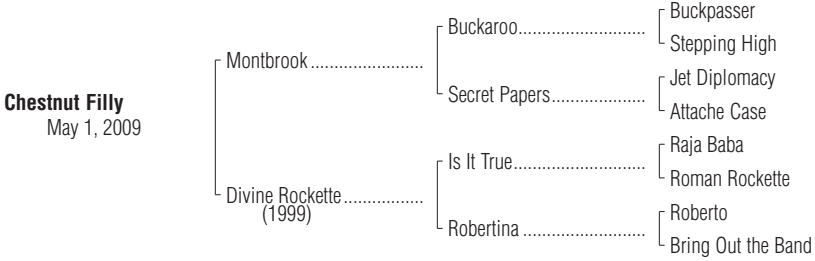 Buckpasser
Buckaroo..............................
Stepping High
Montbrook..........................
Jet Diplomacy
Secret Papers......................
Attache Case
Chestnut Filly
May 1, 2009
Raja Baba
Is It True...............................
Roman Rockette
Divine Rockette..................
(1999)
Roberto
Robertina............................
Bring Out the Band